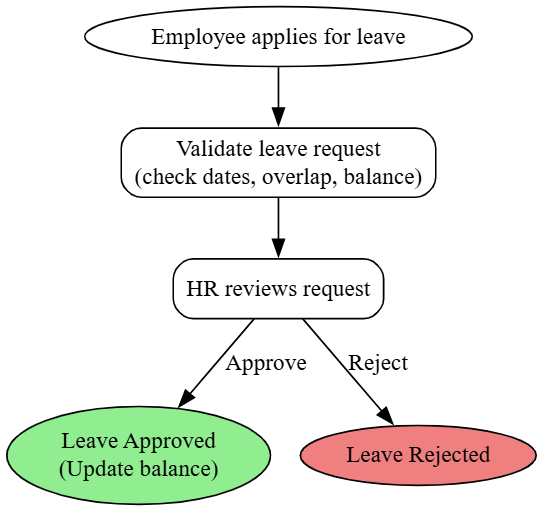 Employee applies for leave
Validate leave request
(check dates, overlap, balance)
HR reviews request
Approve
Reject
Leave Approved
(Update balance)
Leave Rejected